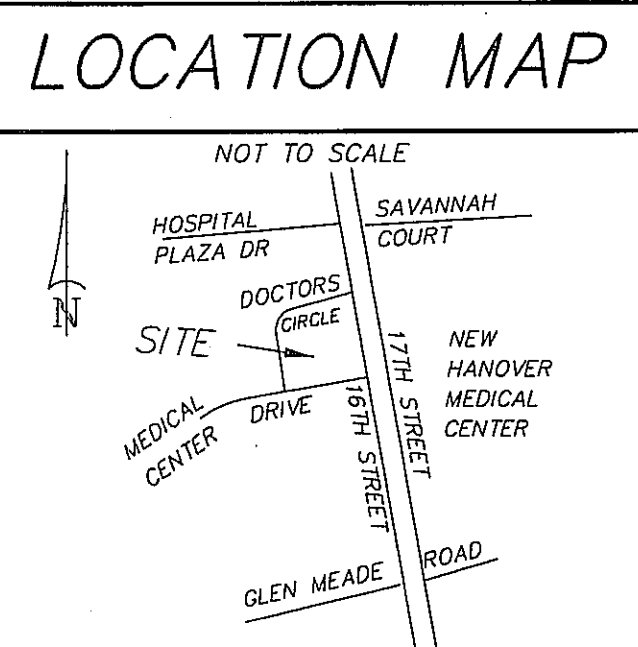 LOCATION MAP
NOT TO SCALE
N
HOSPITAL
PLAZA DR
SAVANNAH
COURT
DOCTORS
CIRCLE
SITE
17TH STREET
NEW
HANOVER
MEDICAL
CENTER
MEDICAL
CENTER
DRIVE
16TH STREET
GLEN MEADE ROAD